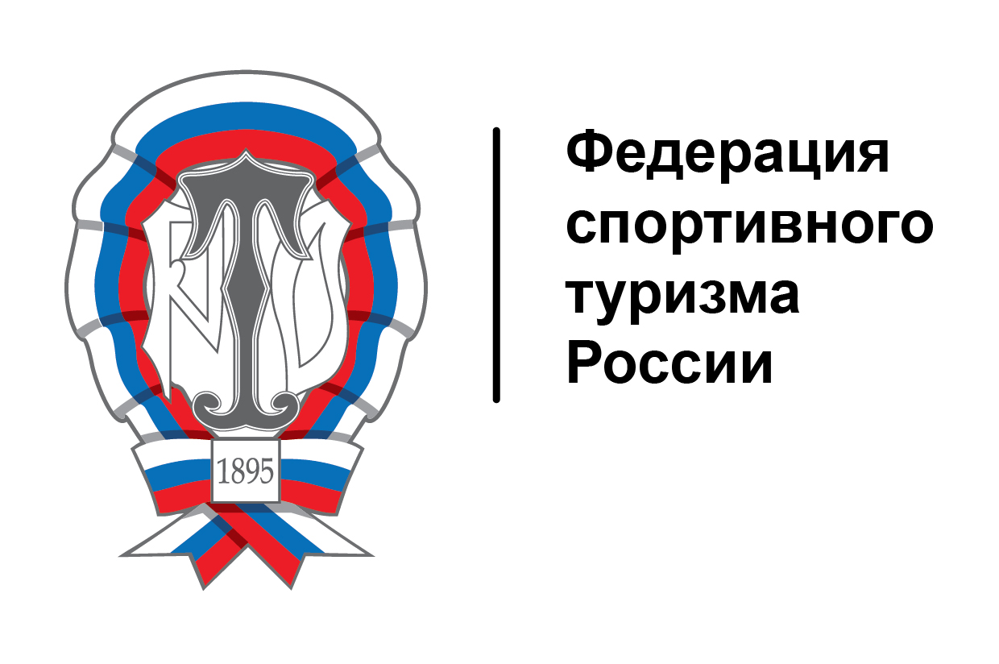 Федерация
спортивного
туризма
России
1895